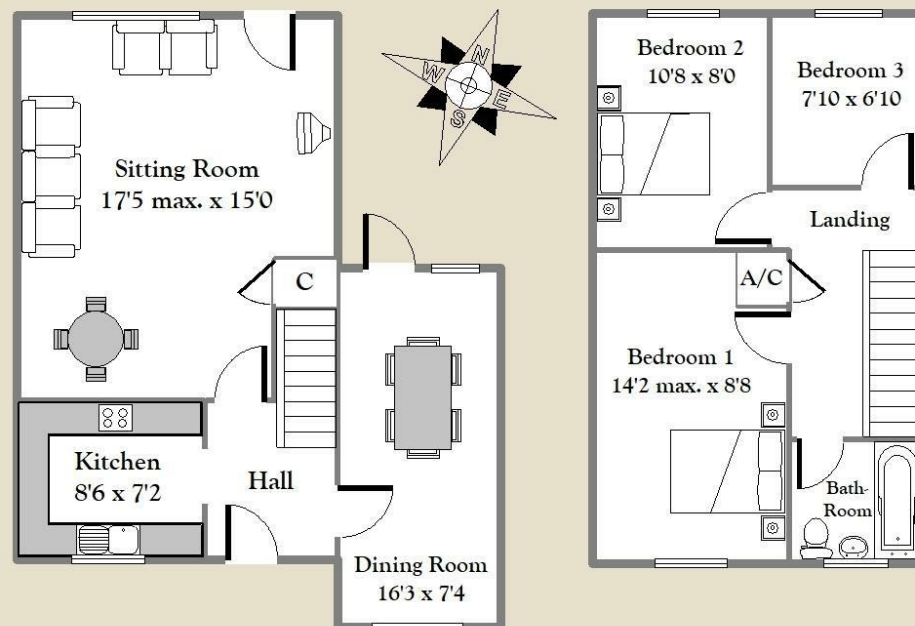 Sitting Room
17'5 max. x 15'0
C
Kitchen
8'6 x 7'2
Hall
Dining Room
16'3 x 7'4
N
W
E
S
Bedroom 2
10'8 x 8'0
Bedroom 3
7'10 x 6'10
Landing
A/C
Bedroom 1
14'2 max. x 8'8
Bath-
Room